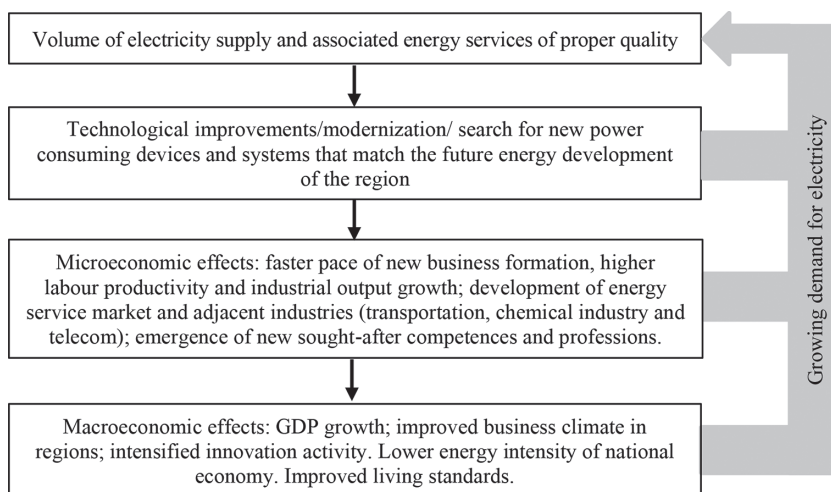 Volume of electricity supply and associated energy services of proper quality
Technological improvements/modernization/ search for new power
consuming devices and systems that match the future energy development
of the region
Microeconomic effects: faster pace of new business formation, higher
labour productivity and industrial output growth; development of energy
service market and adjacent industries (transportation, chemical industry and
telecom); emergence of new sought-after competences and professions.
Macroeconomic effects: GDP growth; improved business climate in
regions; intensified innovation activity. Lower energy intensity of national
economy. Improved living standards.
Growing demand for electricity